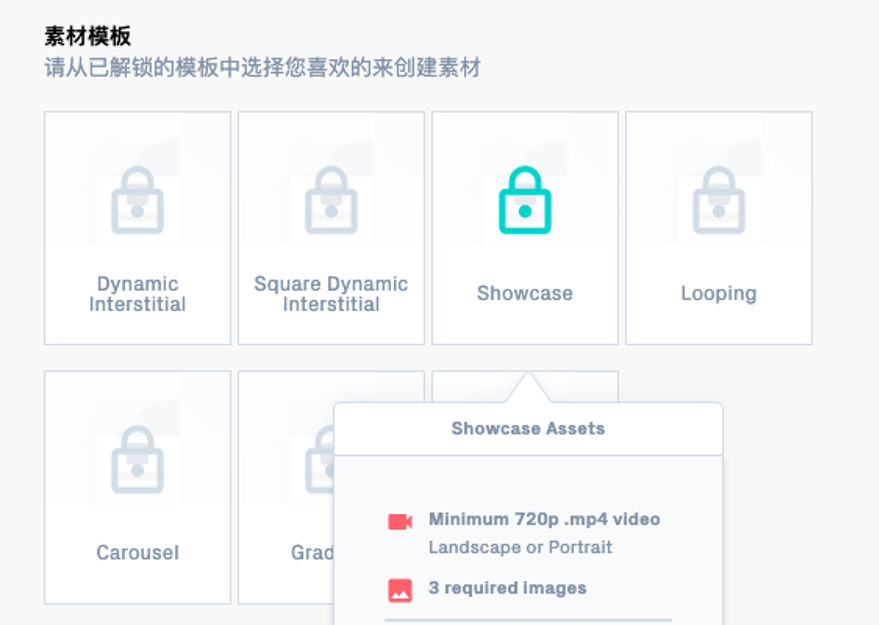 素材模板
请从已解锁的模板中选择您喜欢的来创建素材
Dynamic
Interstitial
Square Dynamic
Interstitial
Showcase
Looping
Carousel
Grad
Showcase Assets
Minimum 720p .mp4 video
Landscape or Portrait
3 required images